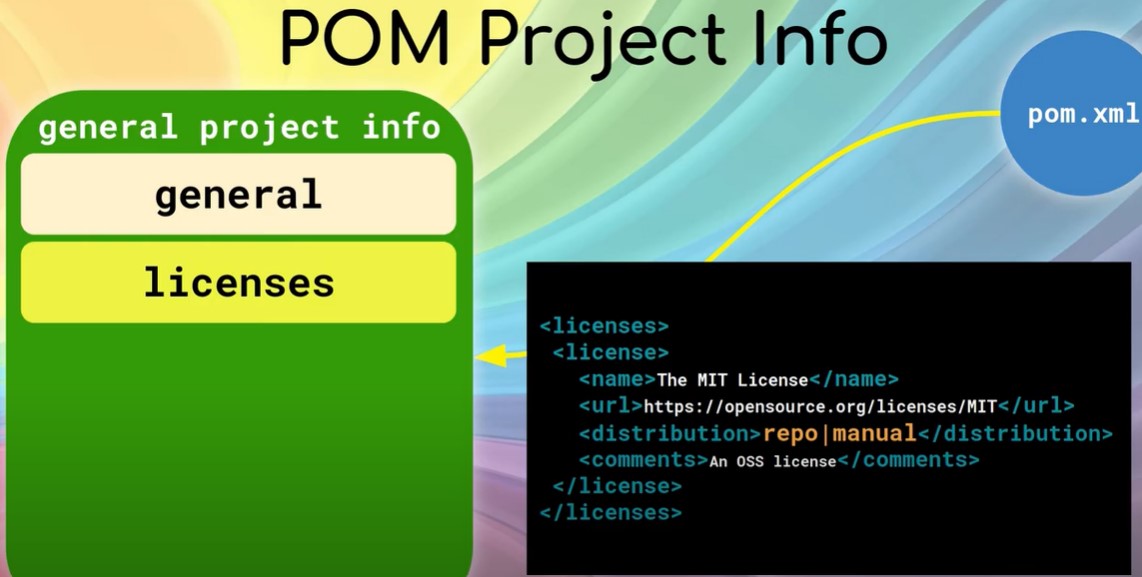 POM Project Info
general project info
general
licenses
pom.xml
<licenses>
<license>
<name>The MIT License</name>
<url>https://opensource.org/licenses/MIT</url>
<distribution>repo|manual</distribution>
<comments>An OSS license</comments>
</license>
</licenses>